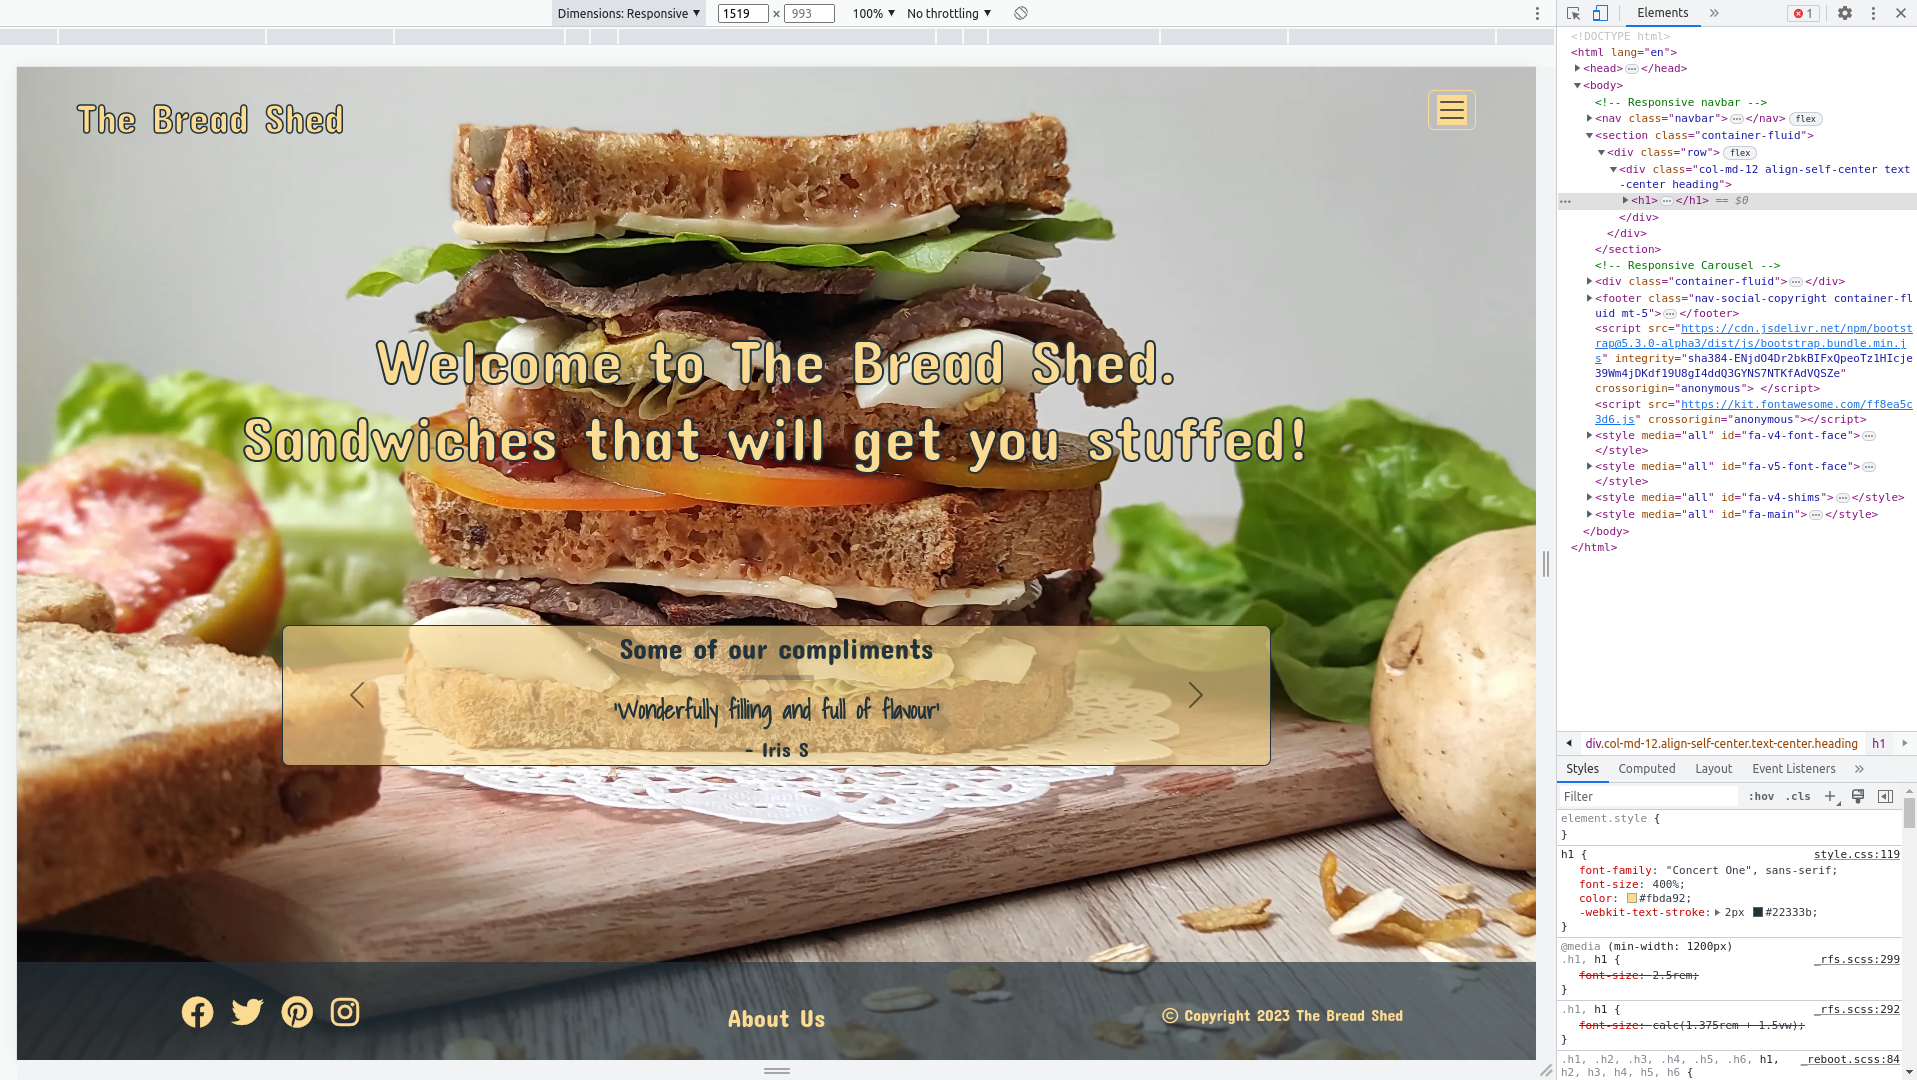 Dimensions: Responsive ▼ 1519 × 993 100% ▼ No throttling ▼
Elements » 1
The Bread Shed
Welcome to The Bread Shed.
Sandwiches that will get you stuffed!
Some of our compliments
'Wonderfully filling and full of flavour'
- Iris S
About Us
© Copyright 2023 The Bread Shed
<!DOCTYPE html>
<html lang="en">
<head> ··· </head>
<body>
<!-- Responsive navbar -->
<nav class="navbar"> ··· </nav> flex
<section class="container-fluid">
<div class="row"> flex
<div class="col-md-12 align-self-center text
-center heading">
··· <h1> ··· </h1> == $0
</div>
</div>
</section>
<!-- Responsive Carousel -->
<div class="container-fluid"> ··· </div>
<footer class="nav-social-copyright container-fl
uid mt-5"> ··· </footer>
<script src="https://cdn.jsdelivr.net/npm/bootst
rap@5.3.0-alpha3/dist/js/bootstrap.bundle.min.j
s" integrity="sha384-ENjdO4Dr2bkBIFxQpeoTz1HIcje
39Wm4jDKdf19U8gI4ddQ3GYNS7NTKfAdVQSZe"
crossorigin="anonymous"> </script>
<script src="https://kit.fontawesome.com/ff8ea5c
3d6.js" crossorigin="anonymous"></script>
<style media="all" id="fa-v4-font-face"> ···
</style>
<style media="all" id="fa-v5-font-face"> ···
</style>
<style media="all" id="fa-v4-shims"> ··· </style>
<style media="all" id="fa-main"> ··· </style>
</body>
</html>
div.col-md-12.align-self-center.text-center.heading h1
Styles Computed Layout Event Listeners »
Filter :hov .cls +
element.style {
}
h1 { style.css:119
font-family: "Concert One", sans-serif;
font-size: 400%;
color: #fbda92;
-webkit-text-stroke: 2px #22333b;
}
@media (min-width: 1200px)
.h1, h1 { _rfs.scss:299
font-size: 2.5rem;
}
.h1, h1 { _rfs.scss:292
font-size: calc(1.375rem + 1.5vw);
}
.h1, .h2, .h3, .h4, .h5, .h6, h1, _reboot.scss:84
h2, h3, h4, h5, h6 {